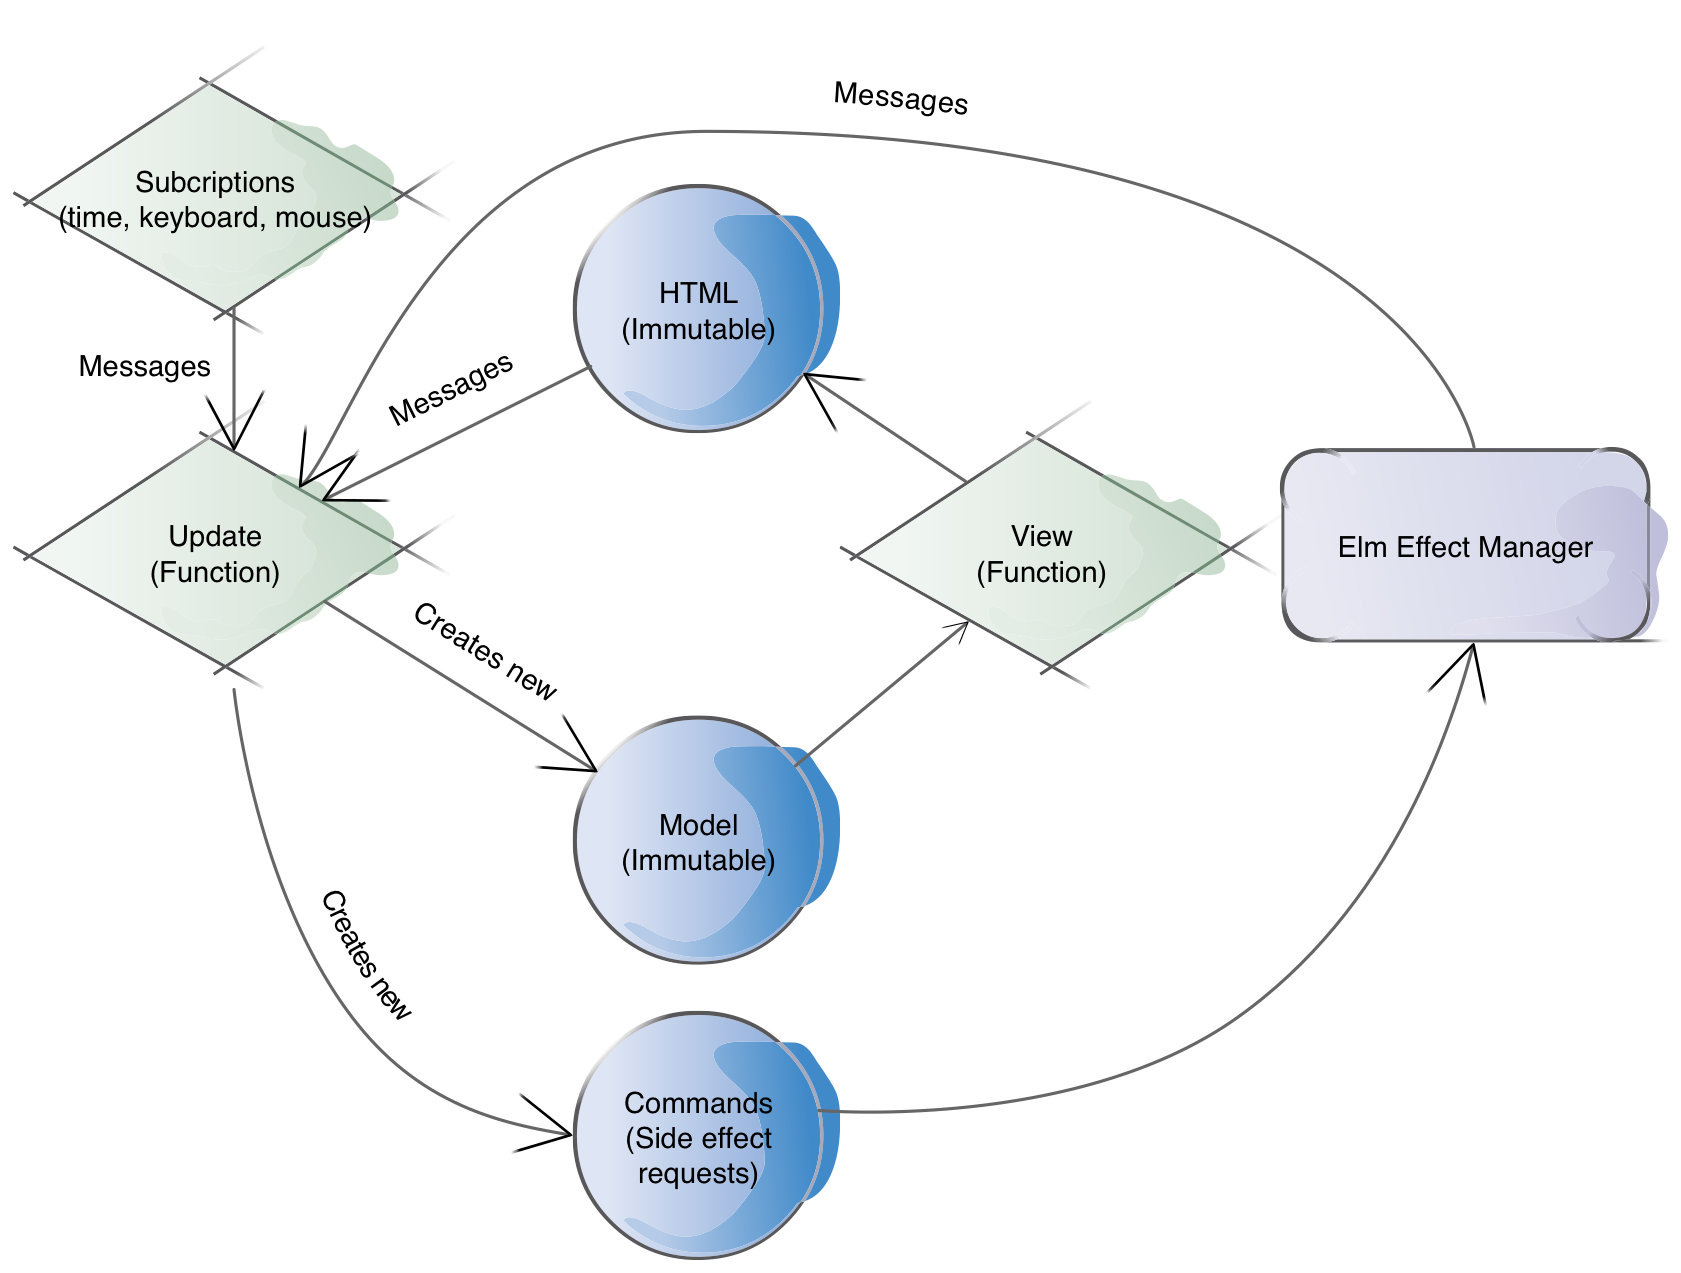 Messages
Subcriptions
(time, keyboard, mouse)
HTML
(Immutable)
Messages
Messages
Update
(Function)
View
(Function)
Elm Effect Manager
Creates new
Model
(Immutable)
Creates new
Commands
(Side effect
requests)